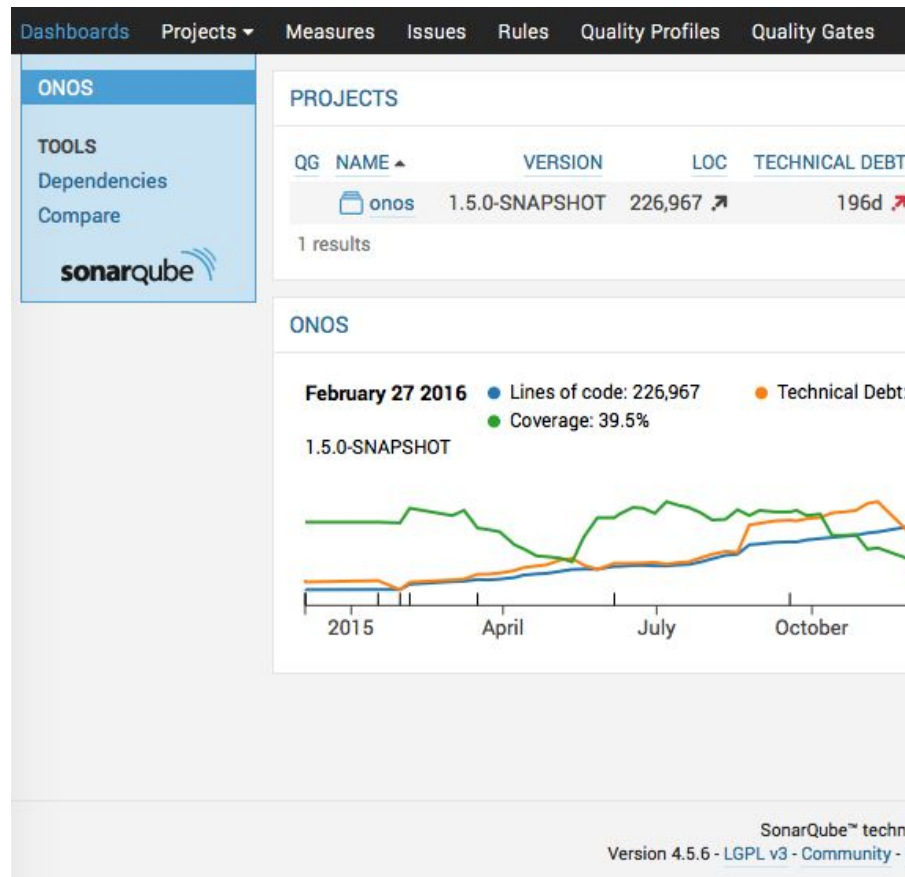 Dashboards Projects Measures Issues Rules Quality Profiles Quality Gates
ONOS
TOOLS
Dependencies
Compare
sonarqube
PROJECTS
QG NAME VERSION LOC TECHNICAL DEBT
onos 1.5.0-SNAPSHOT 226,967 196d
1 results
ONOS
February 27 2016 Lines of code: 226,967 Technical Debt:
Coverage: 39.5%
1.5.0-SNAPSHOT
2015 April July October
SonarQube™ techn
Version 4.5.6 - LGPL v3 - Community -